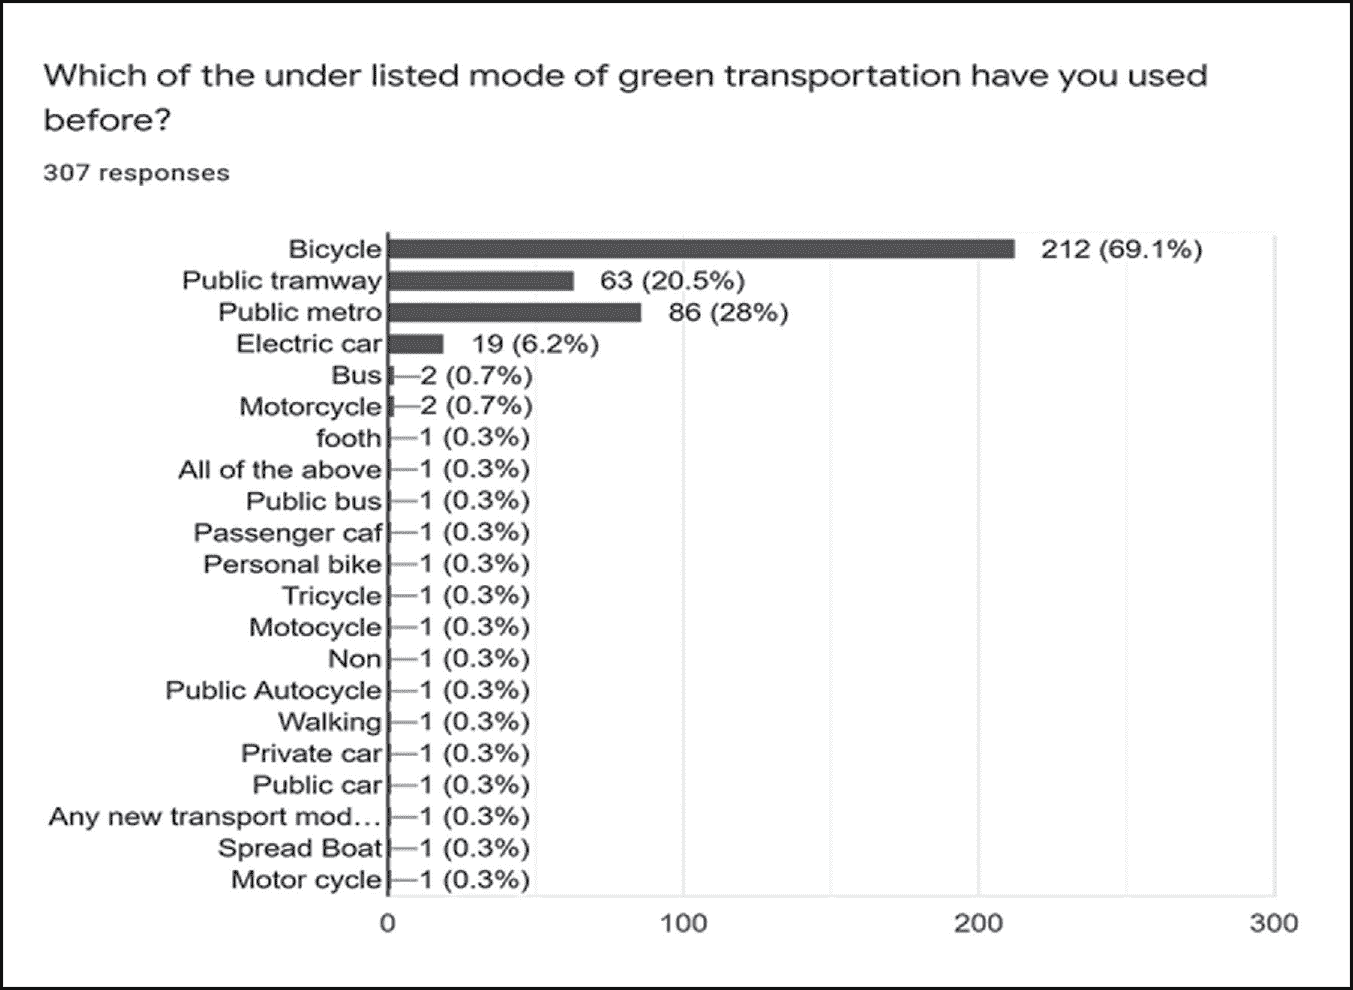 Which of the under listed mode of green transportation have you used
before?
307 responses
Bicycle 212 (69.1%)
Public tramway 63 (20.5%)
Public metro 86 (28%)
Electric car 19 (6.2%)
Bus 2 (0.7%)
Motorcycle 2 (0.7%)
footh 1 (0.3%)
All of the above 1 (0.3%)
Public bus 1 (0.3%)
Passenger caf 1 (0.3%)
Personal bike 1 (0.3%)
Tricycle 1 (0.3%)
Motocycle 1 (0.3%)
Non 1 (0.3%)
Public Autocycle 1 (0.3%)
Walking 1 (0.3%)
Private car 1 (0.3%)
Public car 1 (0.3%)
Any new transport mod... 1 (0.3%)
Spread Boat 1 (0.3%)
Motor cycle 1 (0.3%)
0 100 200 300